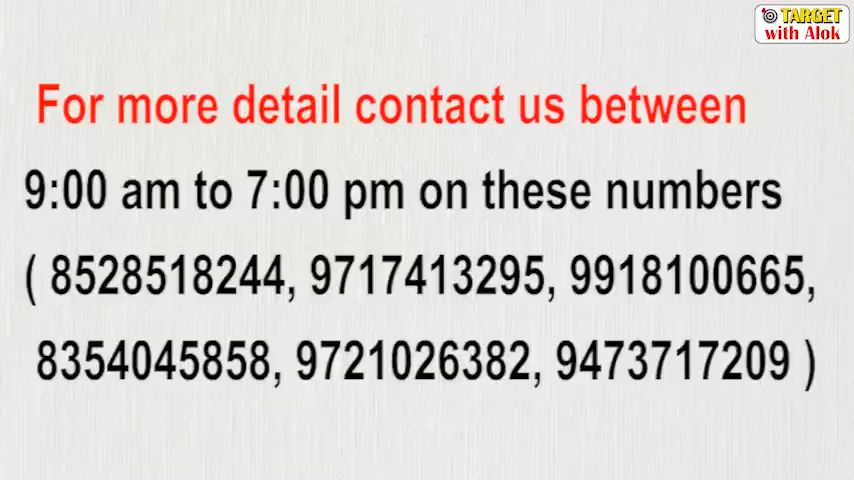 TARGET
with Alok
For more detail contact us between
9:00 am to 7:00 pm on these numbers
( 8528518244, 9717413295, 9918100665,
8354045858, 9721026382, 9473717209 )